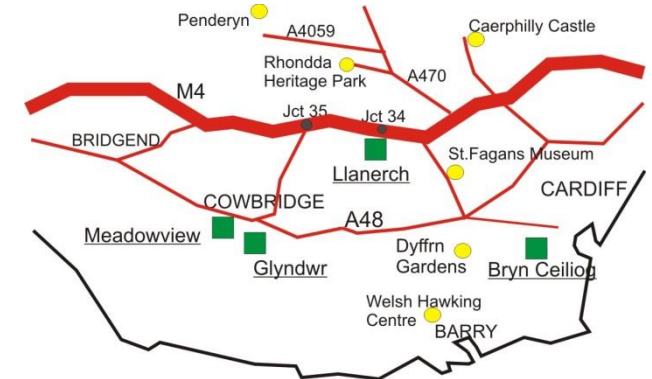 Penderyn
Caerphilly Castle
A4059
Rhondda
Heritage Park
A470
M4
Jct 35
Jct 34
BRIDGEND
St.Fagans Museum
Llanerch
CARDIFF
COWBRIDGE
A48
Meadowview
Dyffrn
Gardens
Glyndwr
Bryn Ceiliog
Welsh Hawking
Centre
BARRY